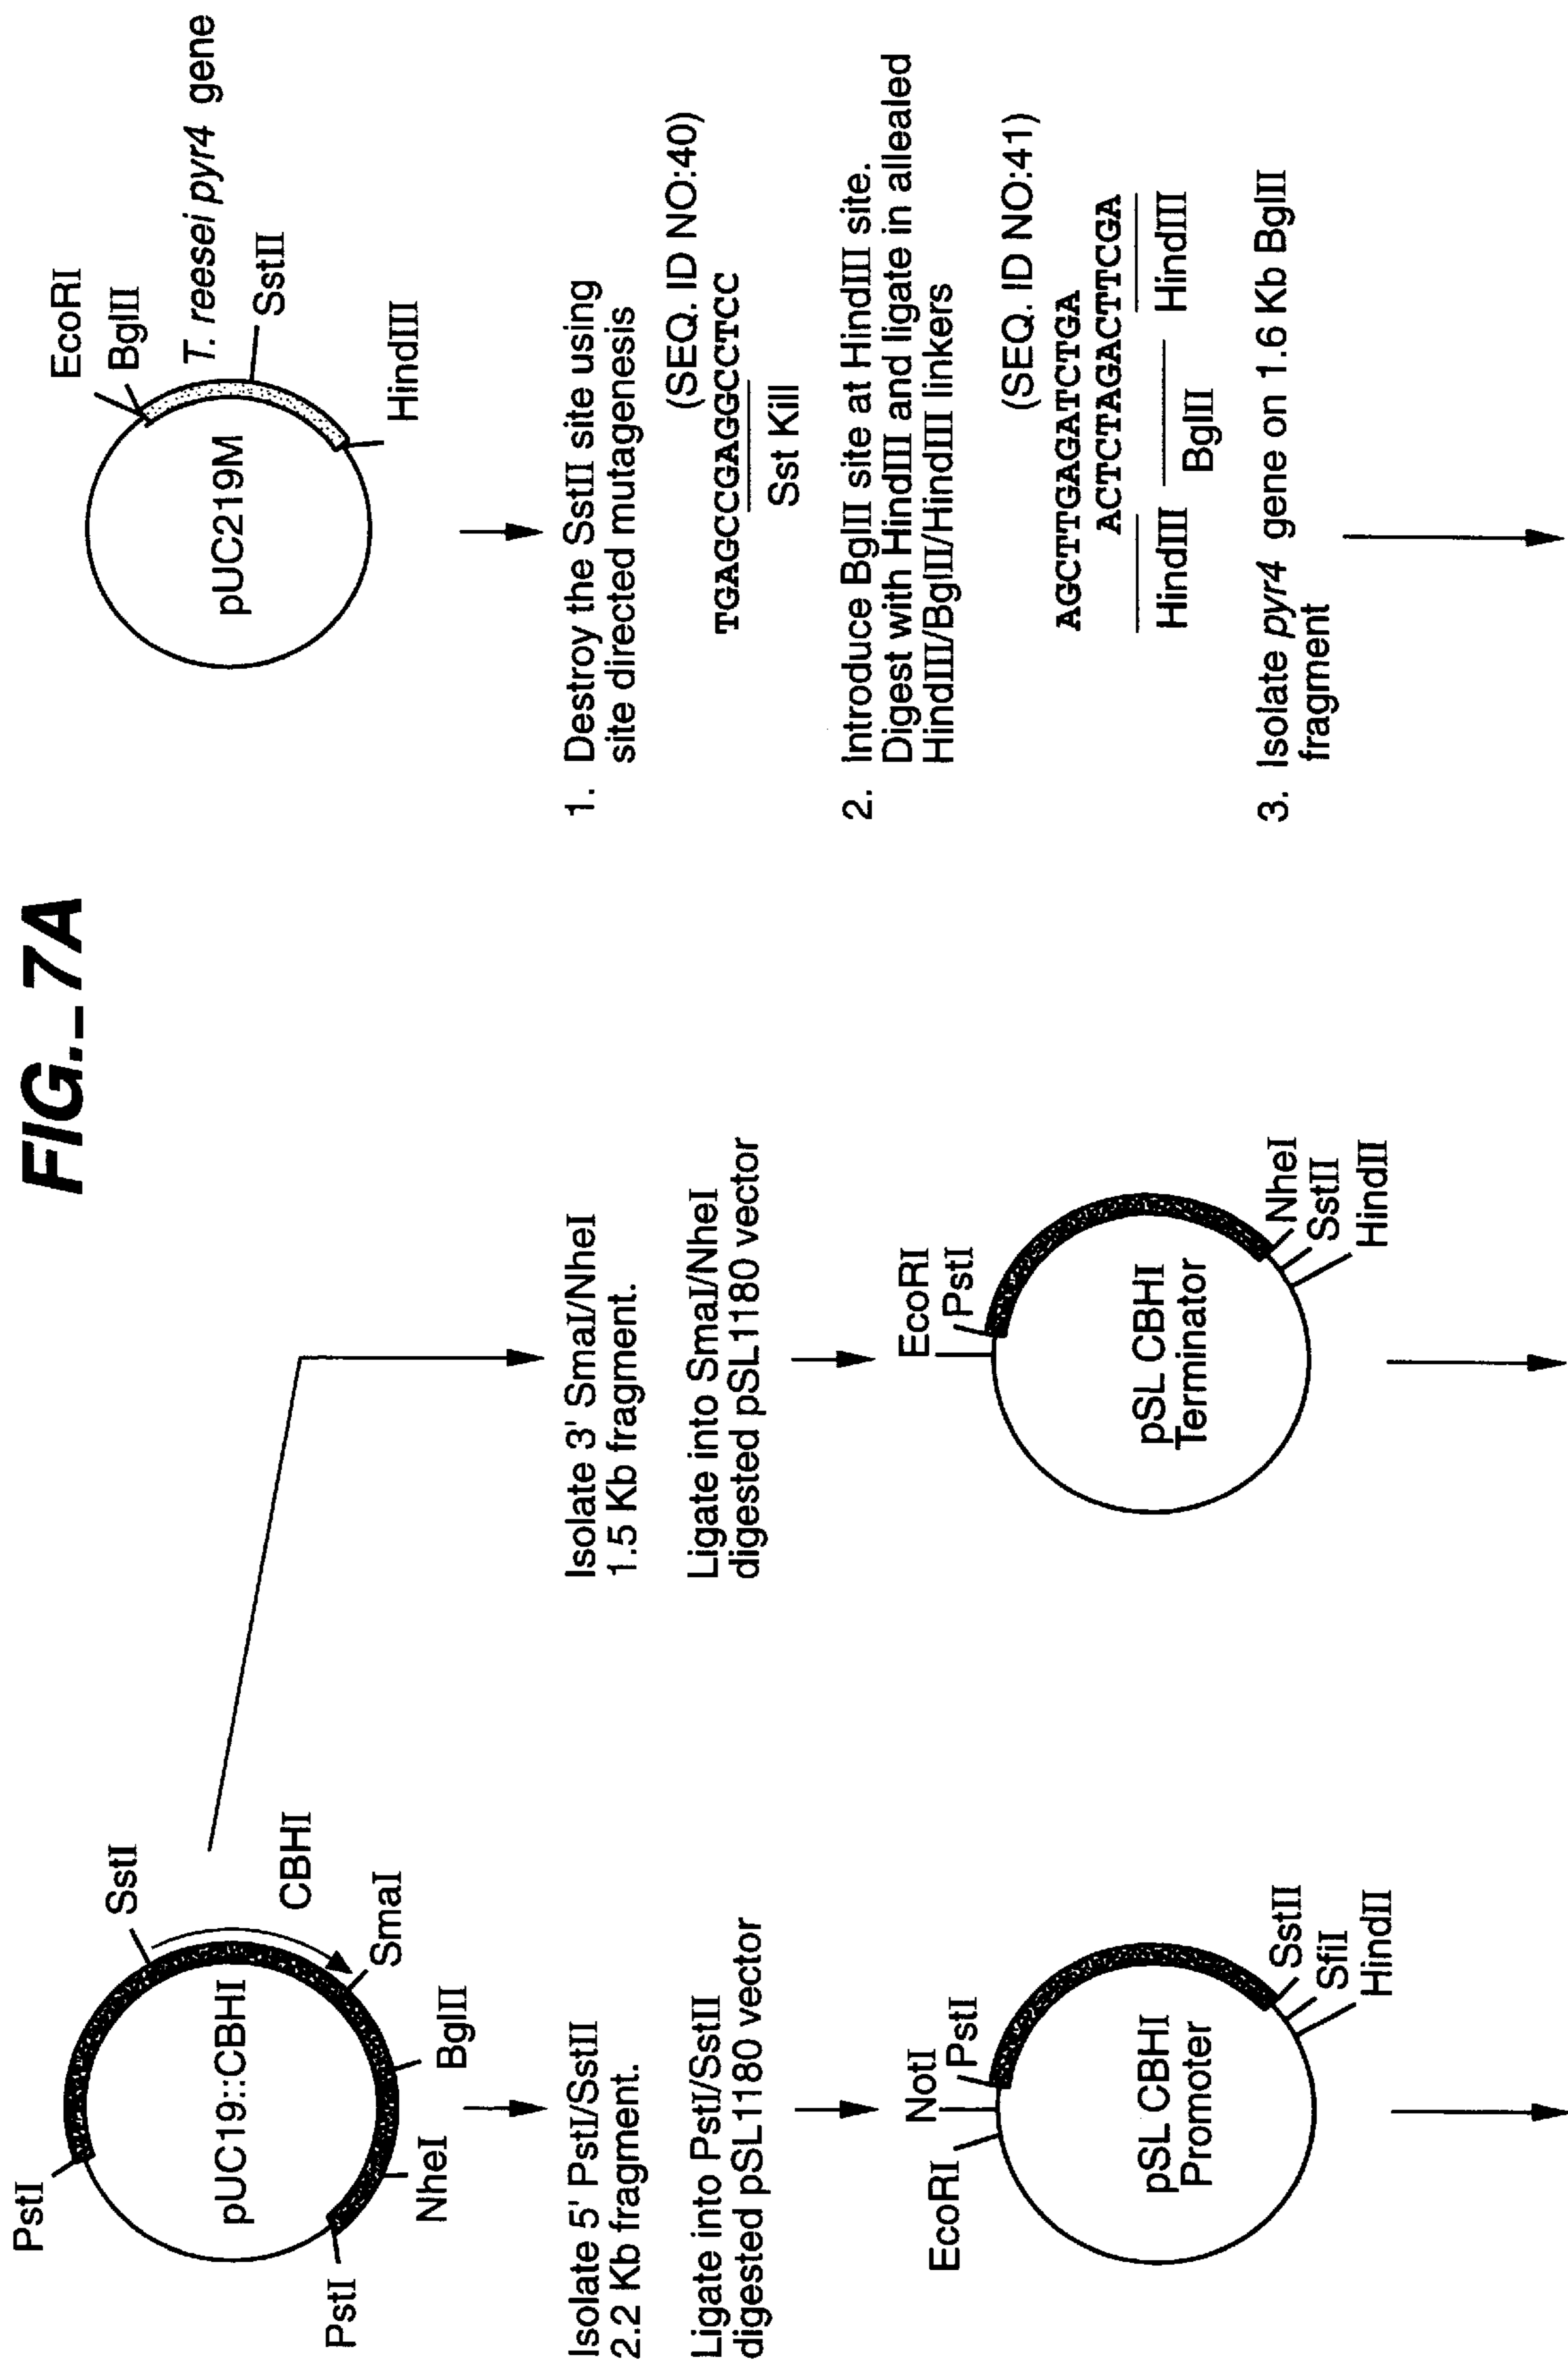 FIG._7A
PstI
SstI
CBHI
SmaI
BglII
NheI
PstI
pUC19::CBHI
Isolate 5' PstI/SstII
2.2 Kb fragment.
Ligate into PstI/SstII
digested pSL1180 vector
EcoRI
NotI
PstI
pSL CBHI
Promoter
SstII
SfiI
HindII
Isolate 3' SmaI/NheI
1.5 Kb fragment.
Ligate into SmaI/NheI
digested pSL1180 vector
EcoRI
PstI
pSL CBHI
Terminator
NheI
SstII
HindII
EcoRI
BglII
T. reesei pyr4 gene
SstII
HindIII
pUC219M
1. Destroy the SstII site using
site directed mutagenesis
(SEQ. ID NO:40)
TGAGCCGAGGCCTCC
Sst Kill
2. Introduce BglII site at HindIII site.
Digest with HindIII and ligate in allealed
HindIII/BglII/HindIII linkers
(SEQ. ID NO:41)
AGCTTGAGATCTGA
ACTCTAGACTTCGA
HindIII
BglII
HindIII
3. Isolate pyr4 gene on 1.6 Kb BglII
fragment